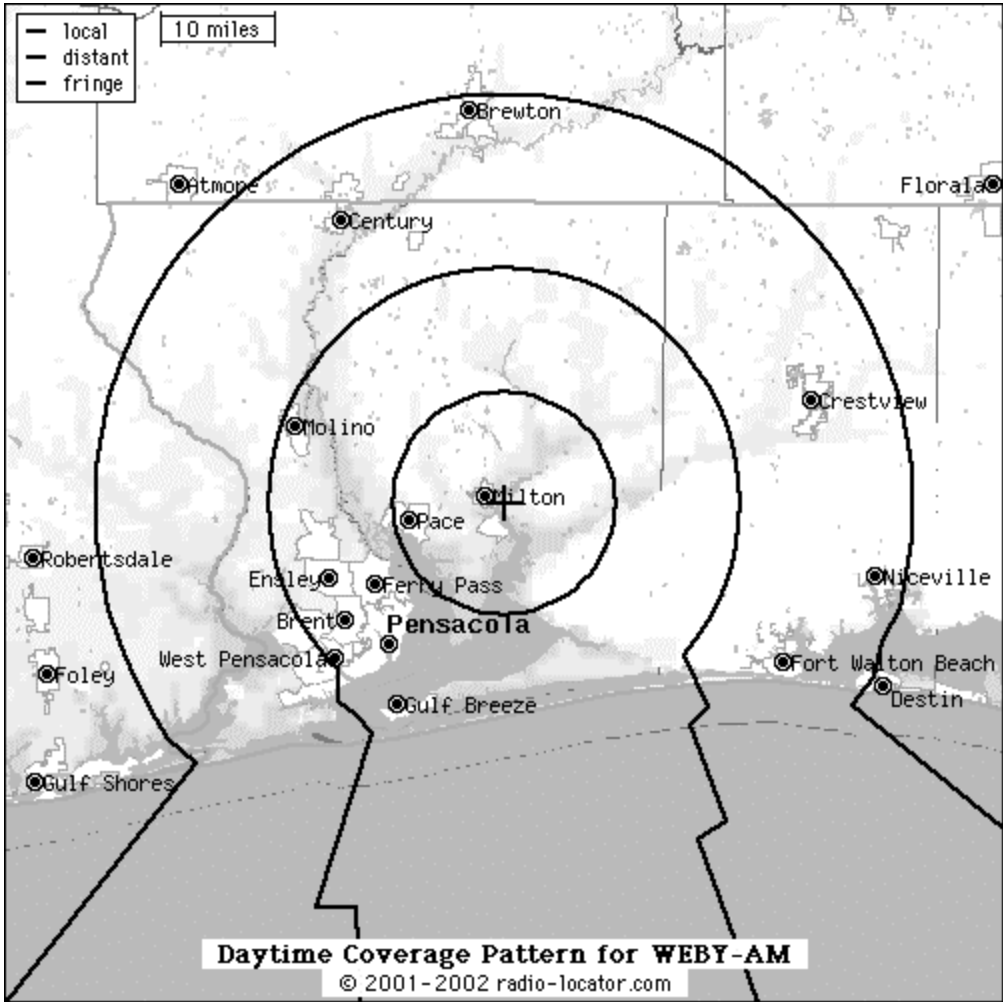 local
distant
fringe
10 miles
Brewton
Atmore
Florala
Century
Crestview
Molino
Milton
Pace
Robertsdale
Ensley
Ferry Pass
Niceville
Brent
Pensacola
West Pensacola
Fort Walton Beach
Foley
Destin
Gulf Breeze
Gulf Shores
Daytime Coverage Pattern for WEBY-AM
© 2001-2002 radio-locator.com